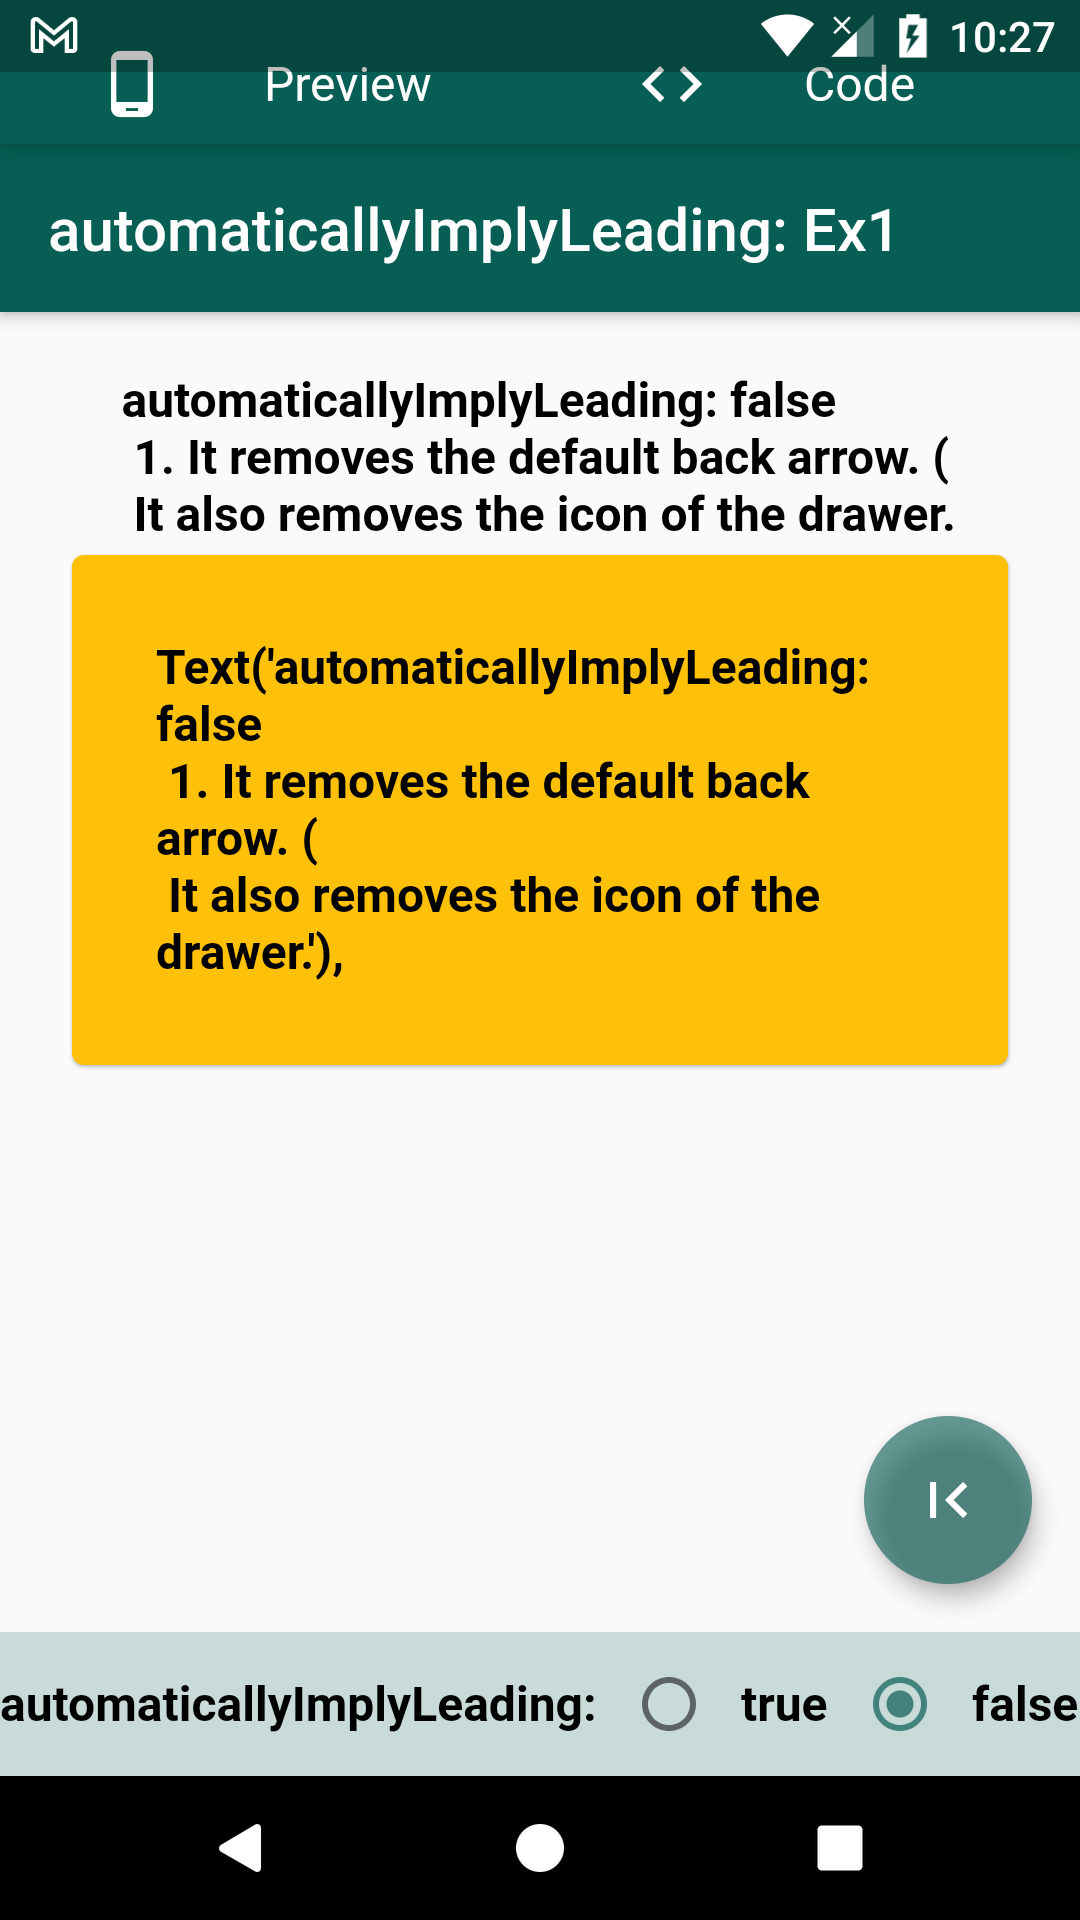 10:27
Preview
Code
automaticallyImplyLeading: Ex1
automaticallyImplyLeading: false
1. It removes the default back arrow. (
It also removes the icon of the drawer.
Text('automaticallyImplyLeading:
false
1. It removes the default back
arrow. (
It also removes the icon of the
drawer.'),
automaticallyImplyLeading:
true
false